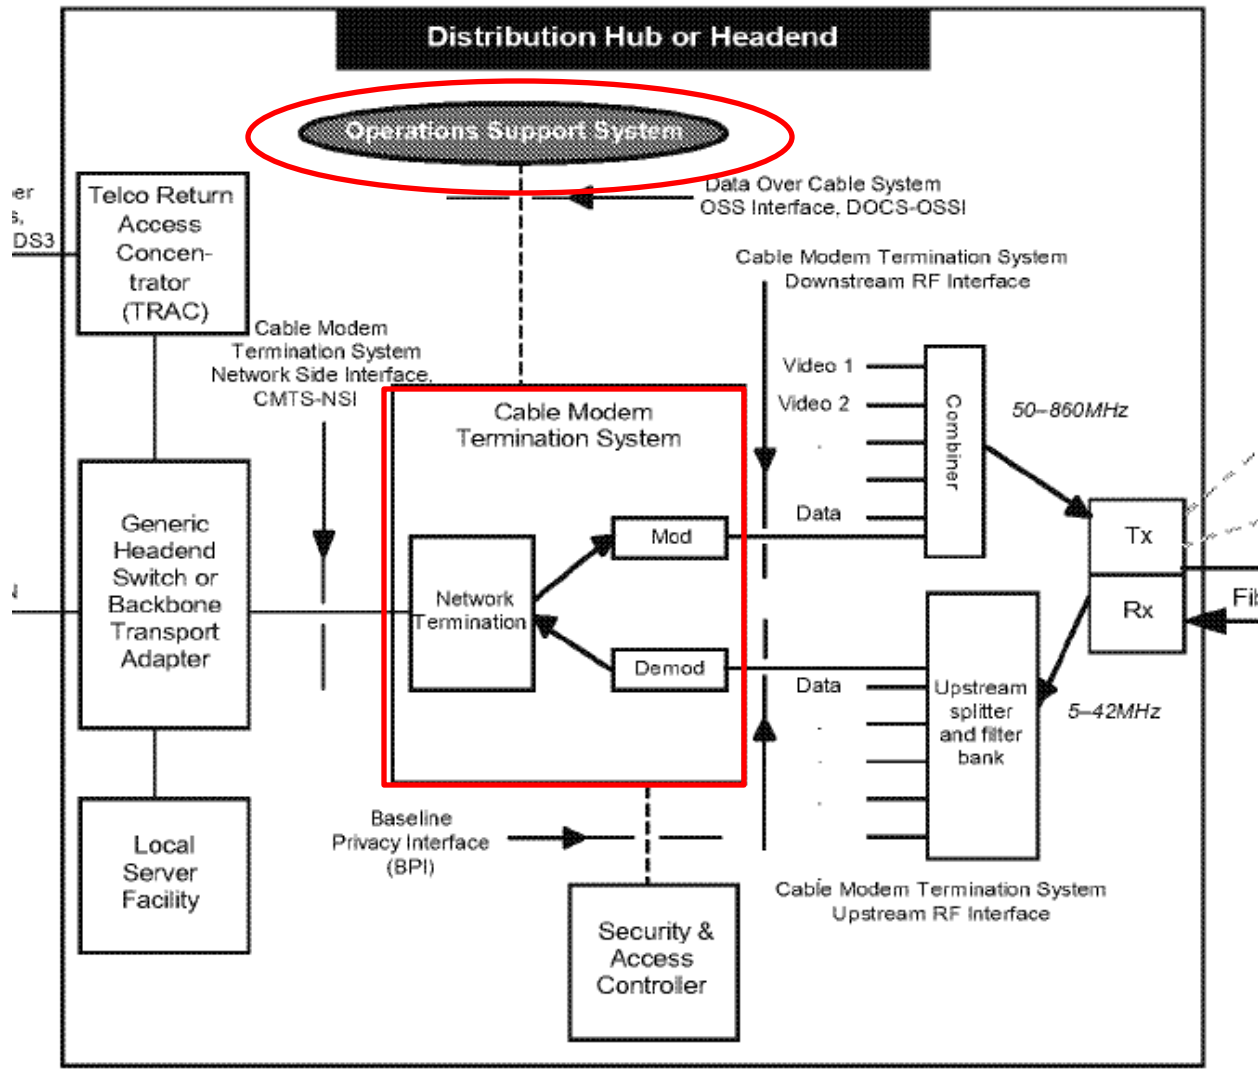 Distribution Hub or Headend
Operations Support System
Data Over Cable System
OSS Interface, DOCS-OSSI
Telco Return
Access
Concen-
trator
(TRAC)
DS3
Cable Modem Termination System
Downstream RF Interface
Cable Modem
Termination System
Network Side Interface,
CMTS-NSI
Cable Modem
Termination System
Video 1
Video 2
Data
Combiner
50–860MHz
Generic
Headend
Switch or
Backbone
Transport
Adapter
Network
Termination
Mod
Demod
Tx
Rx
Data
Upstream
splitter
and filter
bank
5–42MHz
Baseline
Privacy Interface
(BPI)
Local
Server
Facility
Security &
Access
Controller
Cable Modem Termination System
Upstream RF Interface